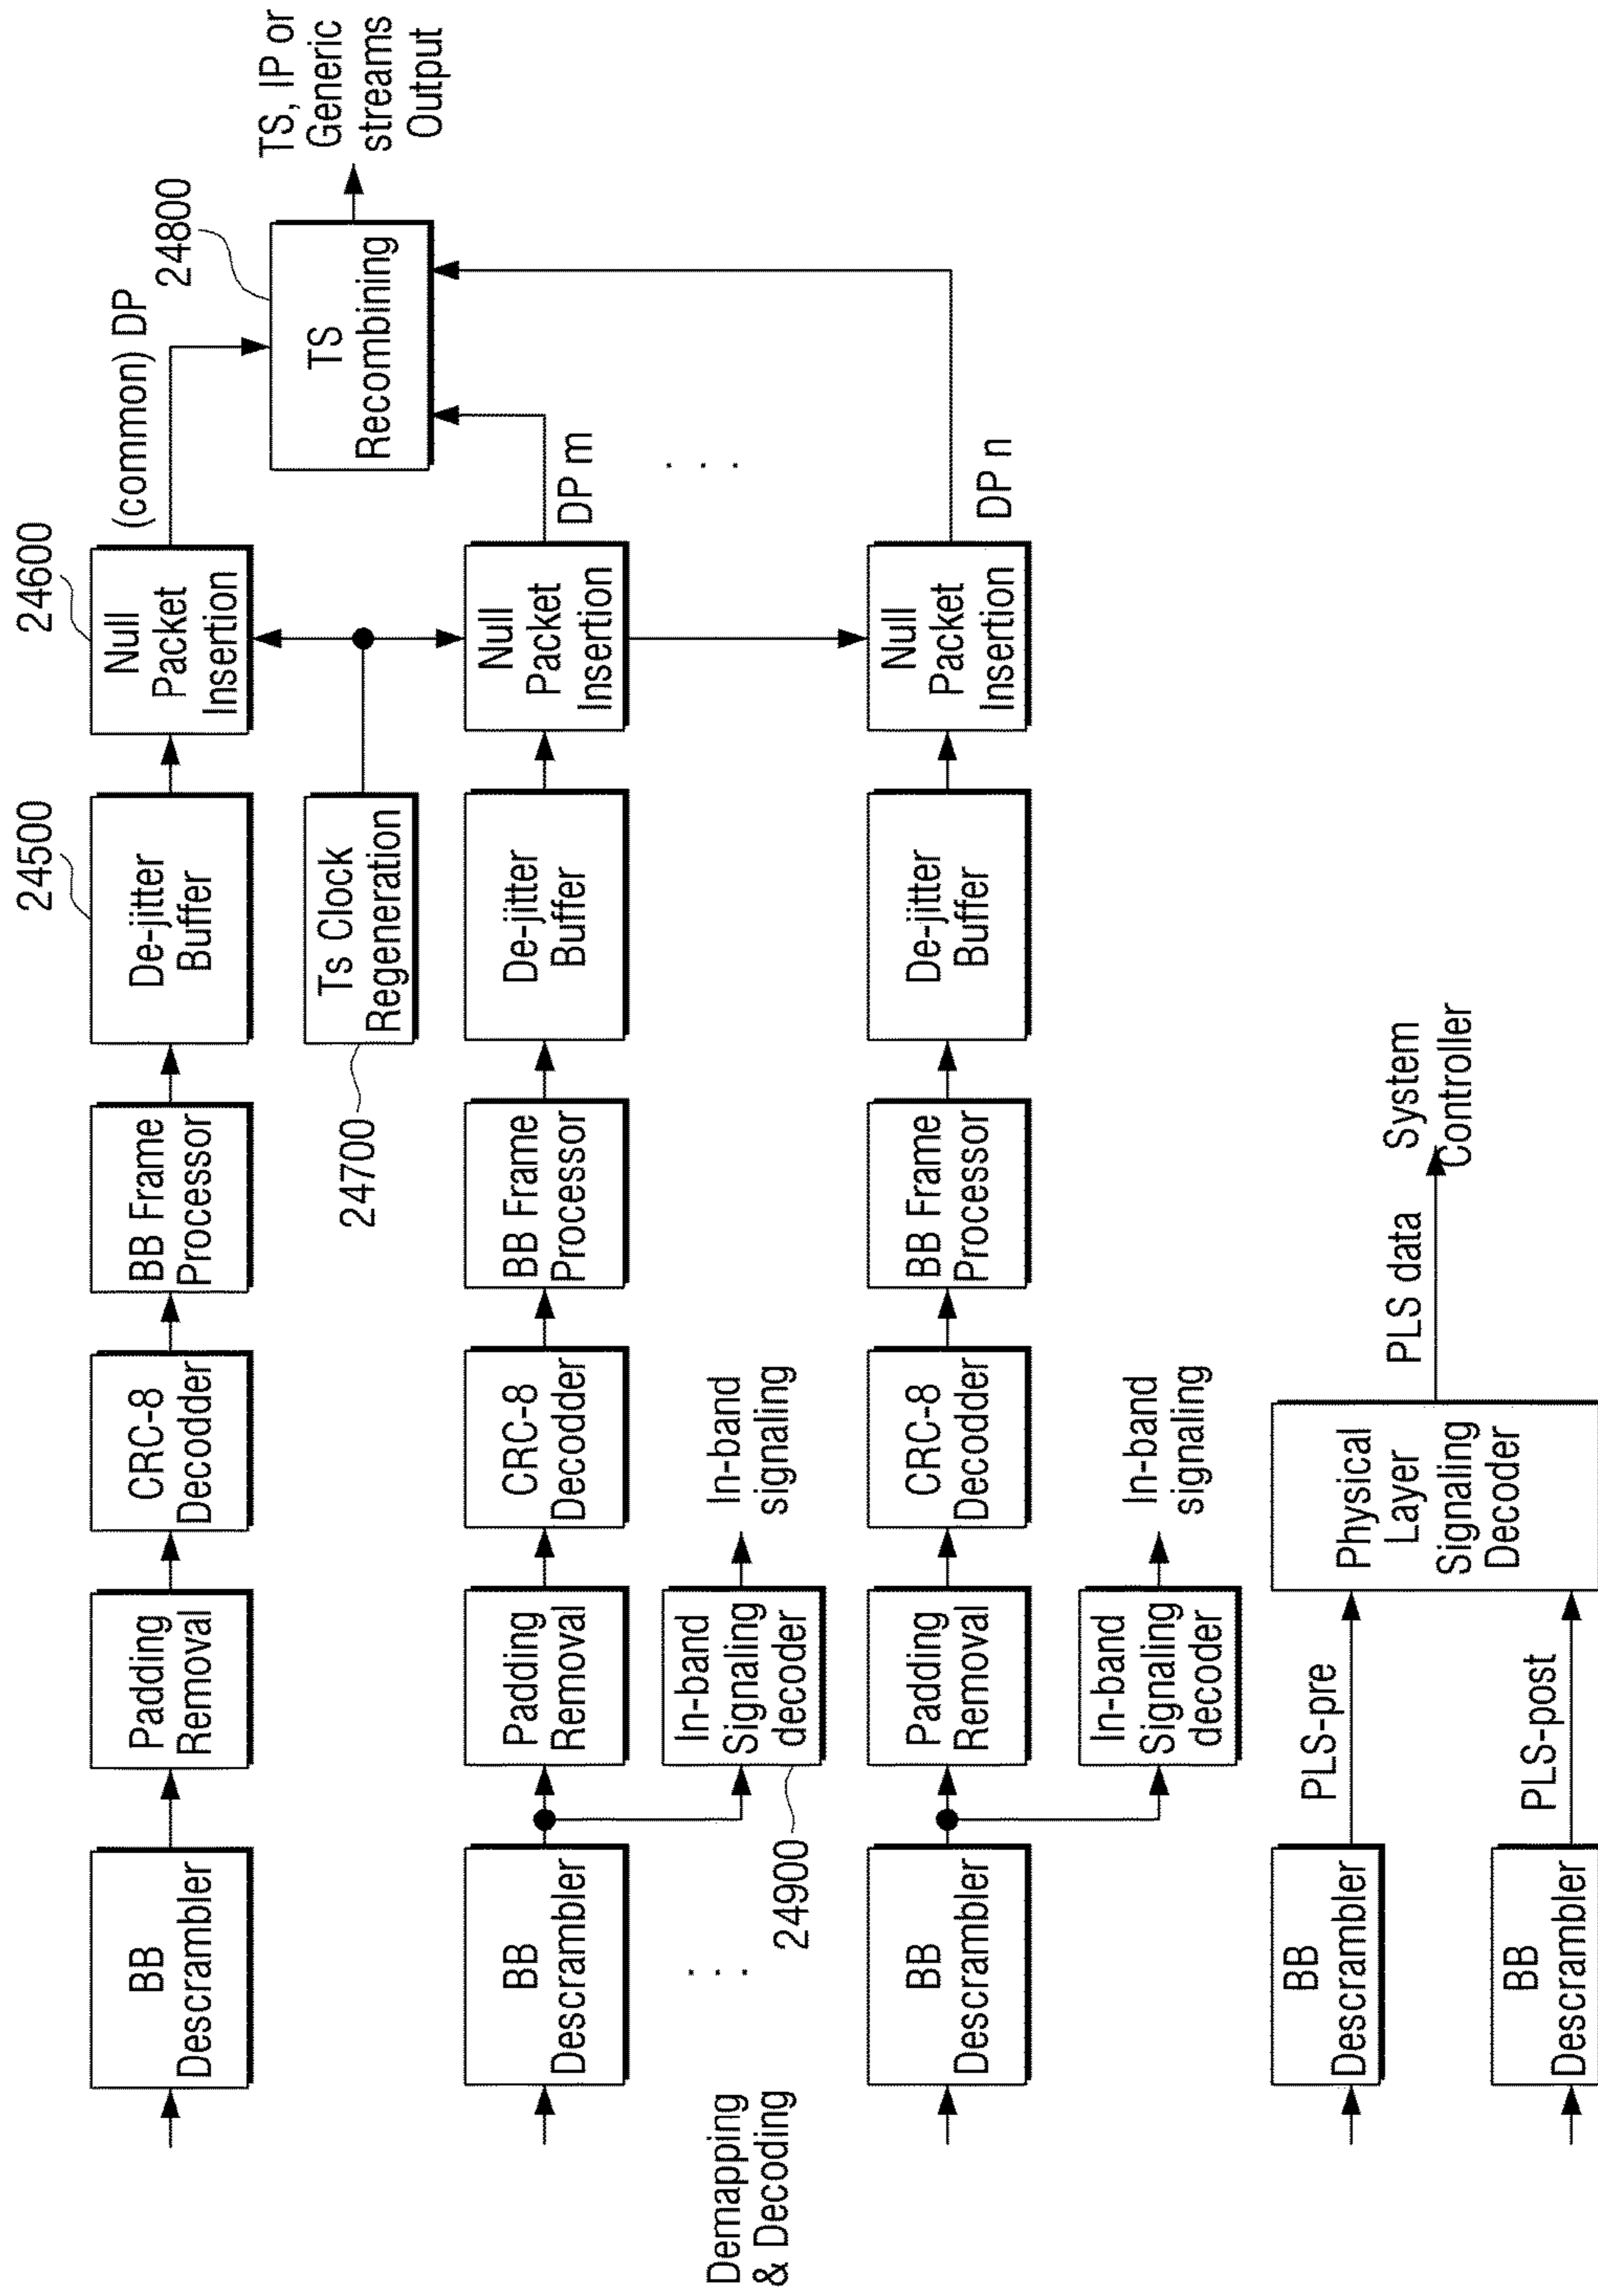 24500
24600
24800
TS, IP or
Generic
streams
Output
BB
Descrambler
Padding
Removal
CRC-8
Decodder
BB Frame
Processor
De-jitter
Buffer
Null
Packet
Insertion
(common) DP
TS
Recombining
24700
Ts Clock
Regeneration
BB
Descrambler
Padding
Removal
CRC-8
Decodder
BB Frame
Processor
De-jitter
Buffer
Null
Packet
Insertion
DP m
. . .
24900
In-band
Signaling
decoder
In-band
signaling
. . .
Demapping
& Decoding
BB
Descrambler
Padding
Removal
CRC-8
Decodder
BB Frame
Processor
De-jitter
Buffer
Null
Packet
Insertion
DP n
In-band
Signaling
decoder
In-band
signaling
BB
Descrambler
PLS-pre
Physical
Layer
Signaling
Decoder
PLS data
System
Controller
BB
Descrambler
PLS-post